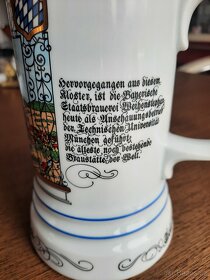 Hervorgegangen aus diesem
Kloster, ist die Bayerische
Staatsbrauerei Weihenstephan
heute als Anschauungsbetrieb
der Technischen Universität
München geführt,
die älteste noch bestehende
Braustätte der Welt.